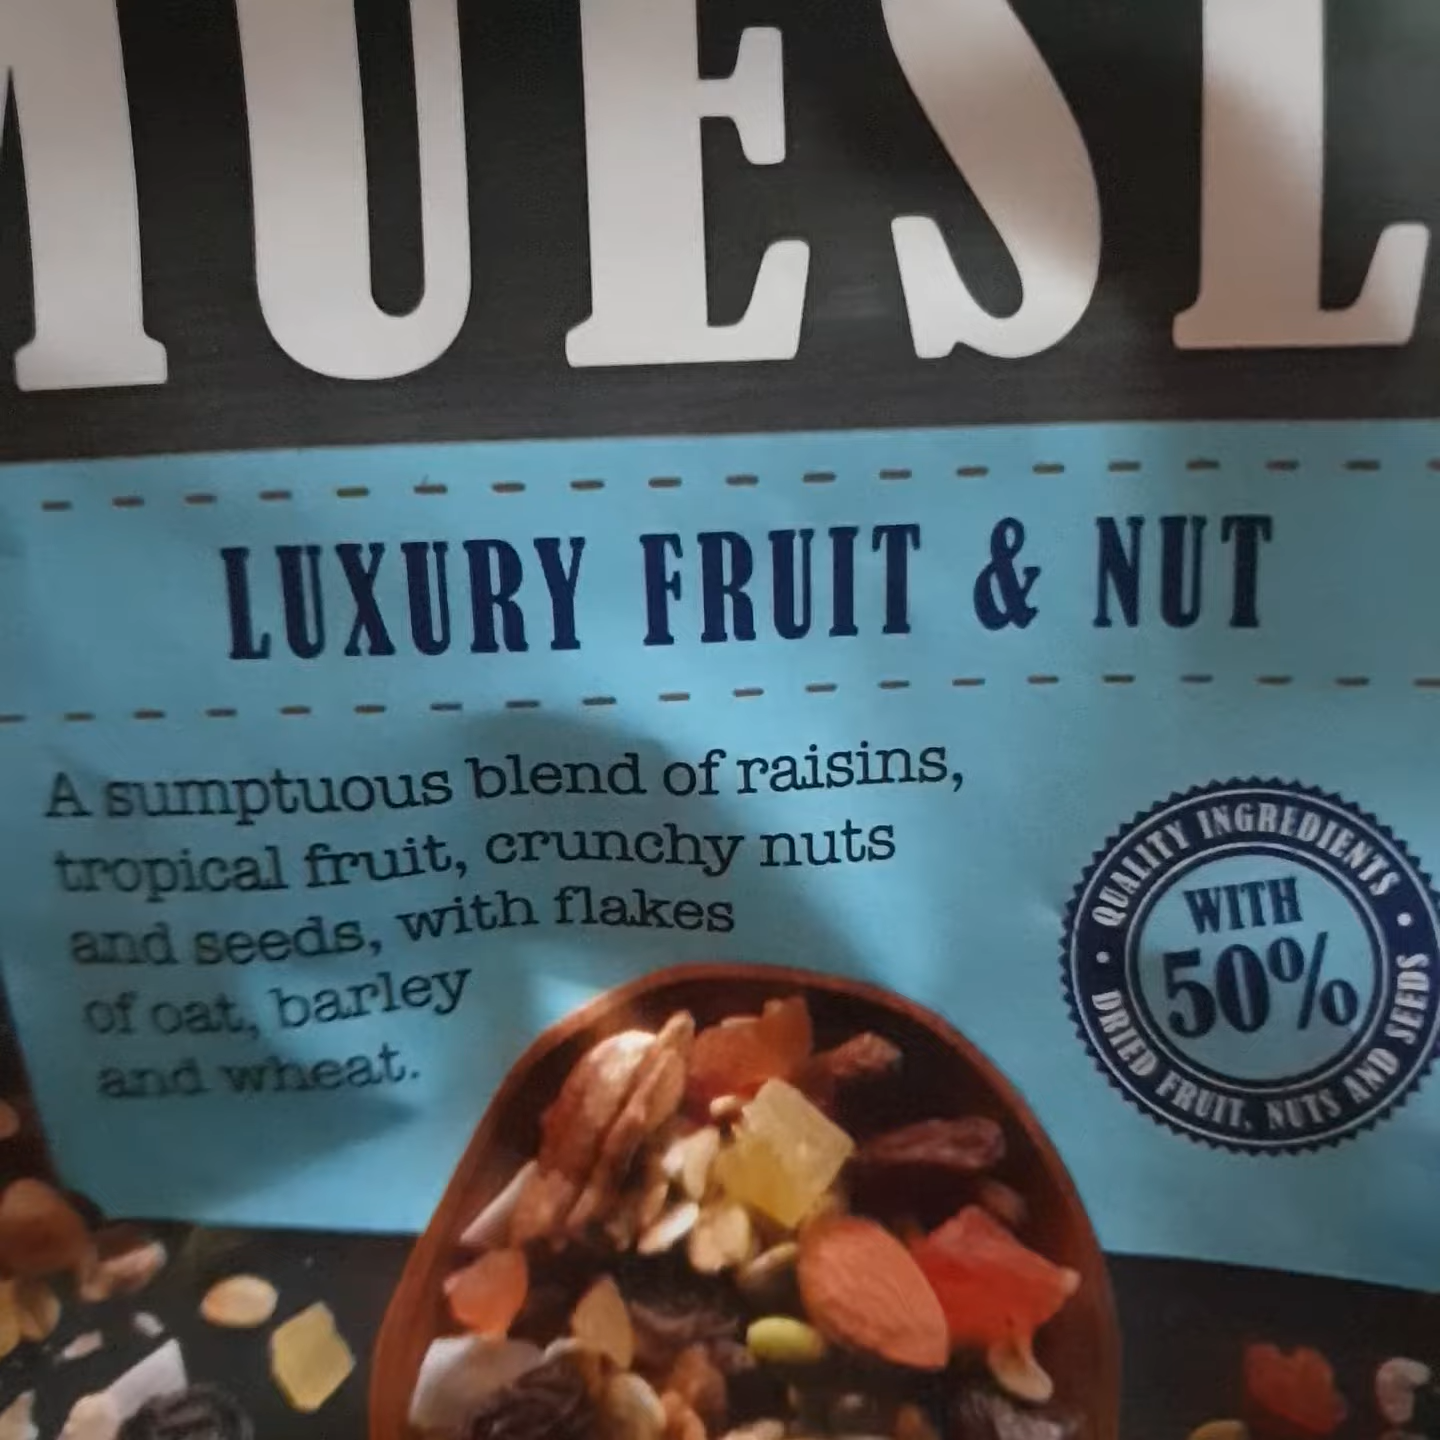 MUESL
LUXURY FRUIT & NUT
A sumptuous blend of raisins,
tropical fruit, crunchy nuts
and seeds, with flakes
of oat, barley
and wheat.
• QUALITY INGREDIENTS •
WITH
50%
DRIED FRUIT, NUTS AND SEEDS